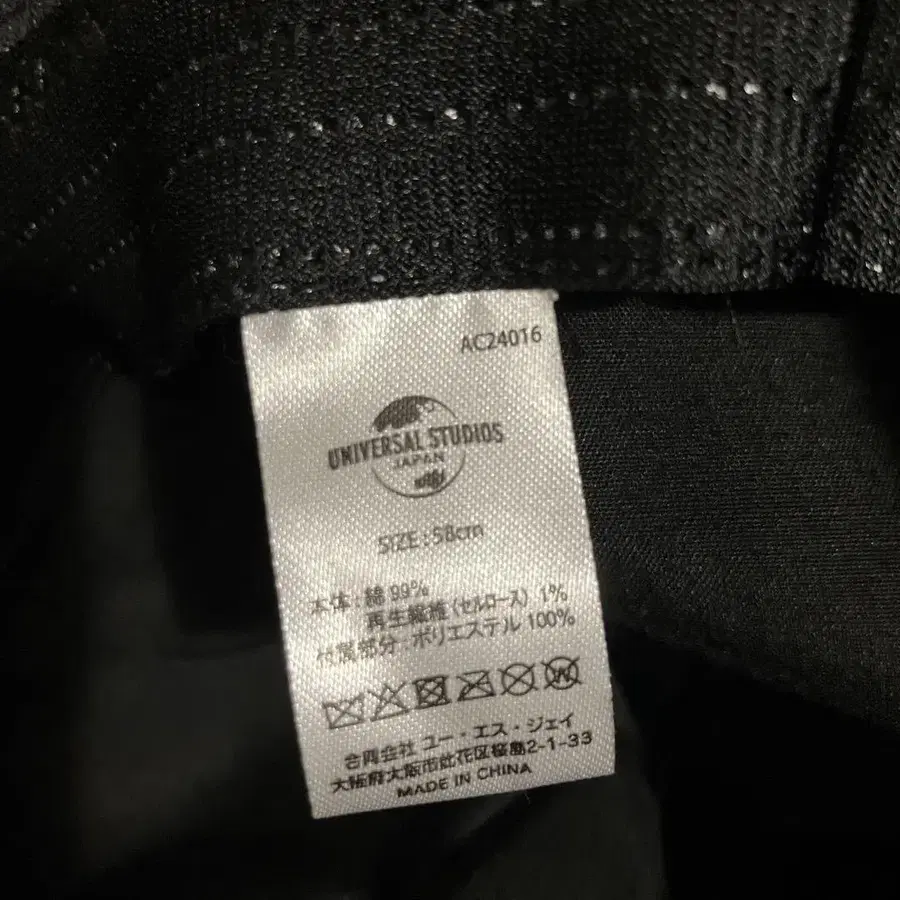 AC24016
UNIVERSAL STUDIOS
JAPAN
SIZE : 58cm
本体 : 綿 99%
再生繊維 (セルロース) 1%
付属部分 : ポリエステル 100%
W
合同会社 ユー・エス・ジェイ
大阪府大阪市此花区桜島2-1-33
MADE IN CHINA